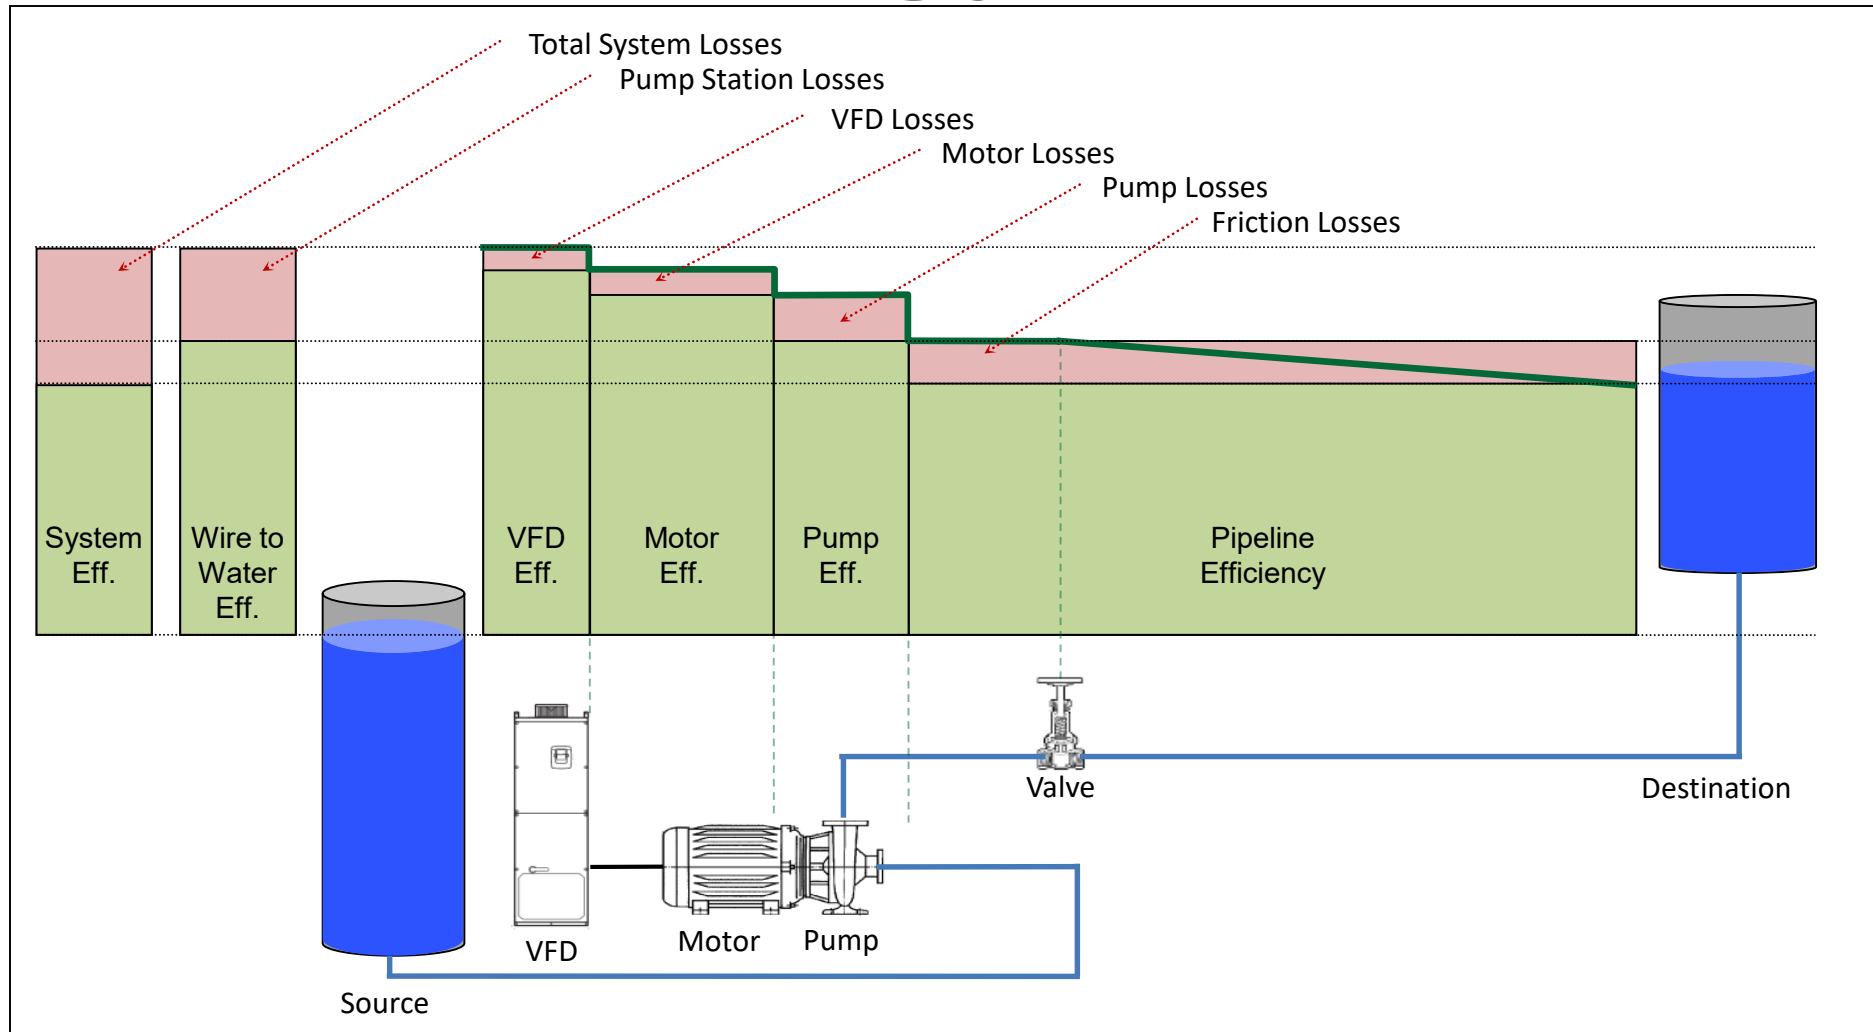 Total System Losses
Pump Station Losses
VFD Losses
Motor Losses
Pump Losses
Friction Losses
System
Eff.
Wire to
Water
Eff.
VFD
Eff.
Motor
Eff.
Pump
Eff.
Pipeline
Efficiency
Valve
Destination
VFD
Motor
Pump
Source